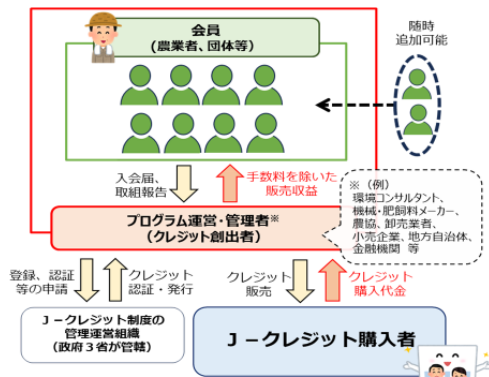 会員
(農業者、団体等)
随時
追加可能
入会届、
取組報告
手数料を除いた
販売収益
※(例)
環境コンサルタント、
機械・肥飼料メーカー、
農協、卸売業者、
小売企業、地方自治体、
金融機関 等
プログラム運営・管理者※
(クレジット創出者)
登録、認証
等の申請
クレジット
認証・発行
クレジット
販売
クレジット
購入代金
J-クレジット制度の
管理運営組織
(政府3省が管轄)
J-クレジット購入者